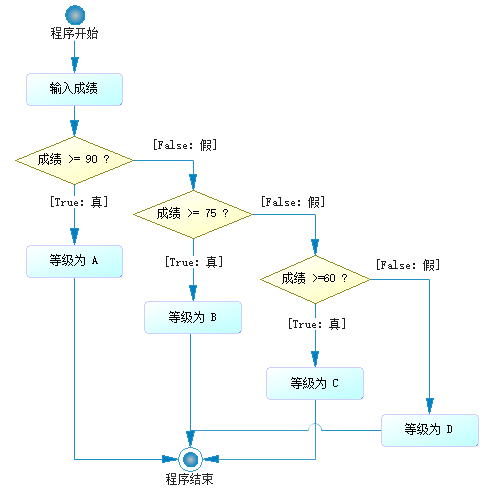 程序开始
输入成绩
成绩 >= 90 ?
[False: 假]
[True: 真]
成绩 >= 75 ?
[False: 假]
等级为 A
[True: 真]
成绩 >=60 ?
[False: 假]
等级为 B
[True: 真]
等級为 C
等级为 D
程序结束